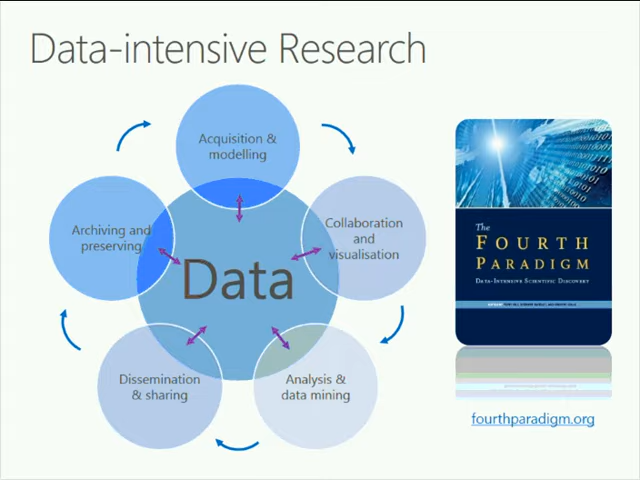 Data-intensive Research
Acquisition &
modelling
Collaboration
and
visualisation
Analysis &
data mining
Dissemination
& sharing
Archiving and
preserving
Data
The
FOURTH
PARADIGM
DATA-INTENSIVE SCIENTIFIC DISCOVERY
fourthparadigm.org